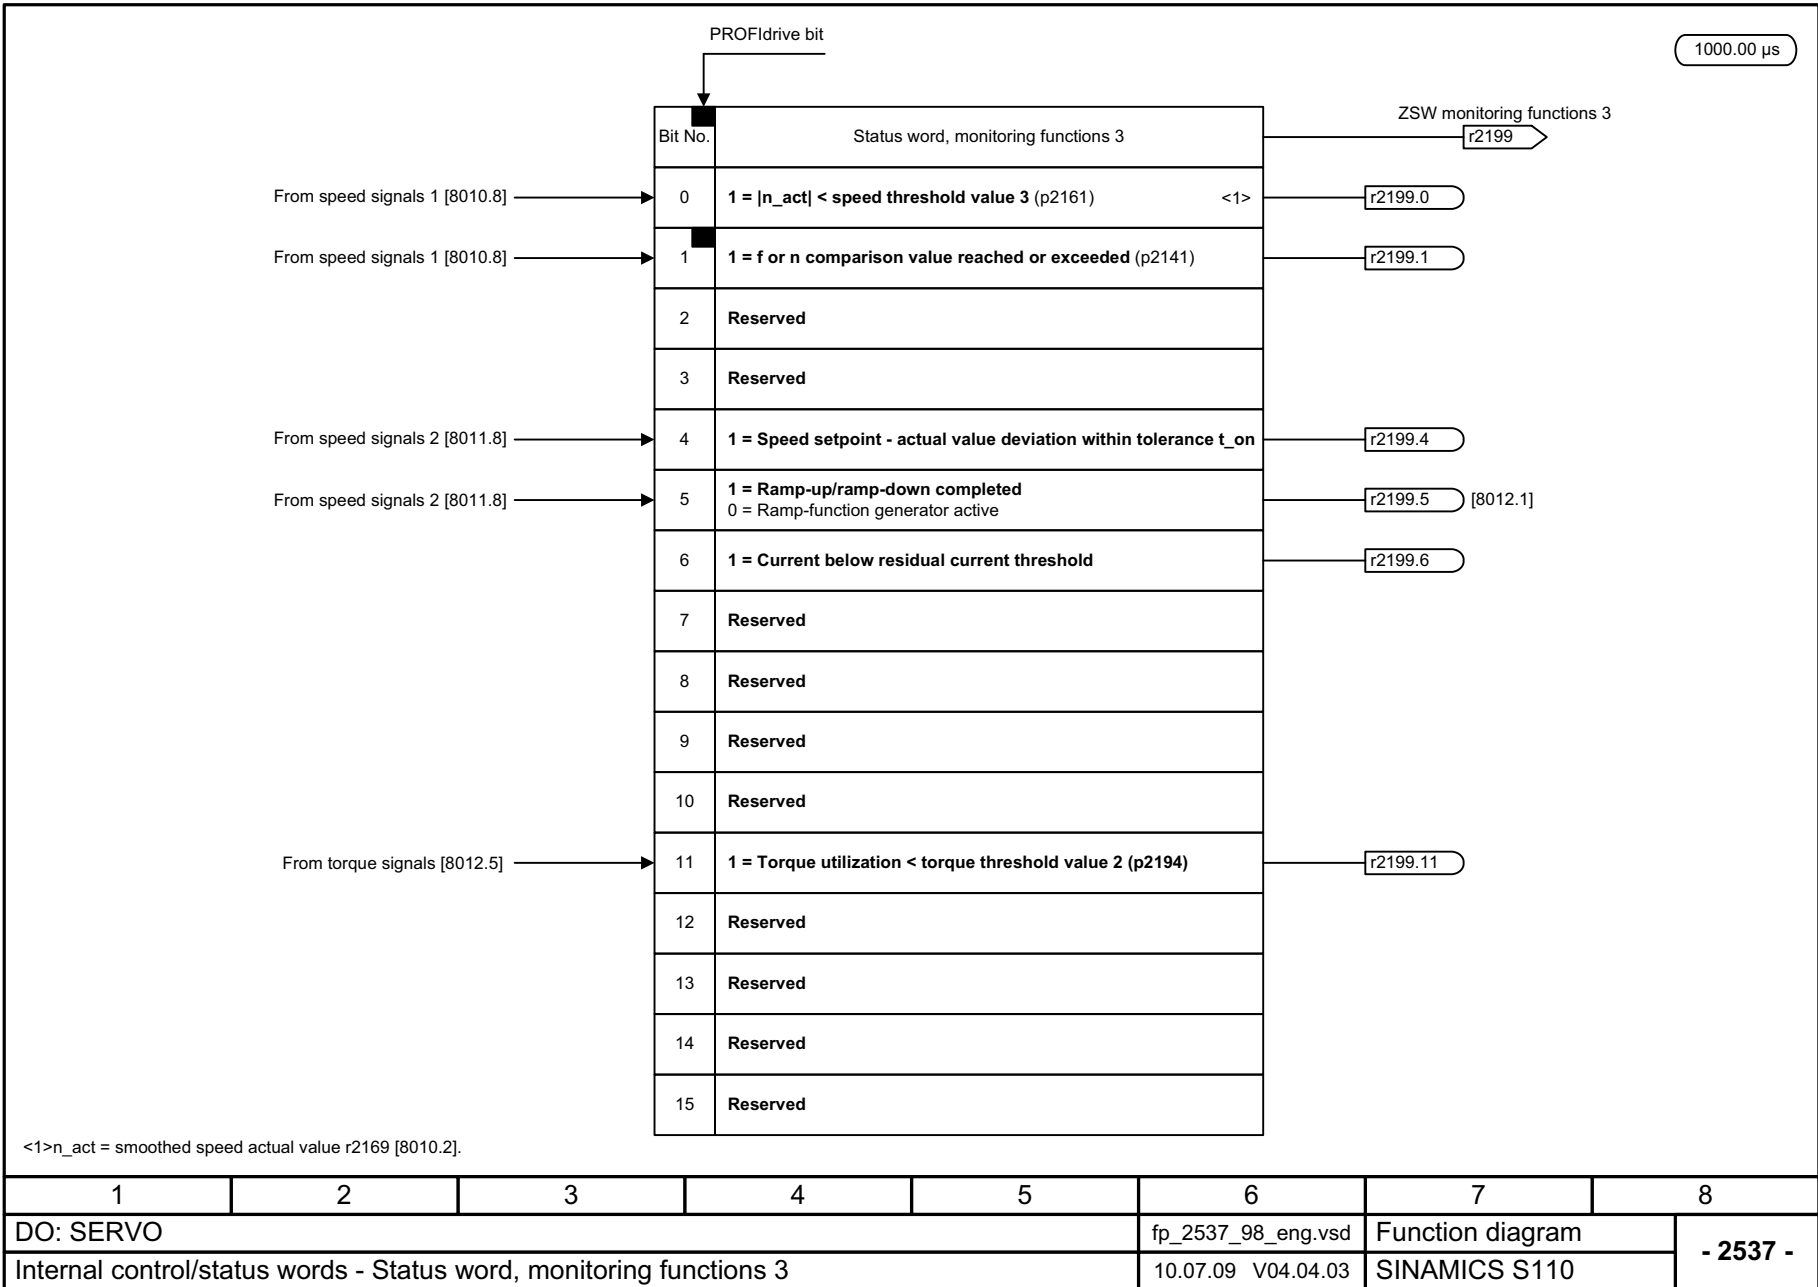 PROFIdrive bit
1000.00 µs
ZSW monitoring functions 3
Bit No. Status word, monitoring functions 3 r2199
From speed signals 1 [8010.8] 0 1 = |n_act| < speed threshold value 3 (p2161) <1> r2199.0
From speed signals 1 [8010.8] 1 1 = f or n comparison value reached or exceeded (p2141) r2199.1
2 Reserved
3 Reserved
From speed signals 2 [8011.8] 4 1 = Speed setpoint - actual value deviation within tolerance t_on r2199.4
From speed signals 2 [8011.8] 5 1 = Ramp-up/ramp-down completed r2199.5 [8012.1]
0 = Ramp-function generator active
6 1 = Current below residual current threshold r2199.6
7 Reserved
8 Reserved
9 Reserved
10 Reserved
From torque signals [8012.5] 11 1 = Torque utilization < torque threshold value 2 (p2194) r2199.11
12 Reserved
13 Reserved
14 Reserved
15 Reserved
<1>n_act = smoothed speed actual value r2169 [8010.2].
1 2 3 4 5 6 7 8
DO: SERVO fp_2537_98_eng.vsd Function diagram - 2537 -
Internal control/status words - Status word, monitoring functions 3 10.07.09 V04.04.03 SINAMICS S110